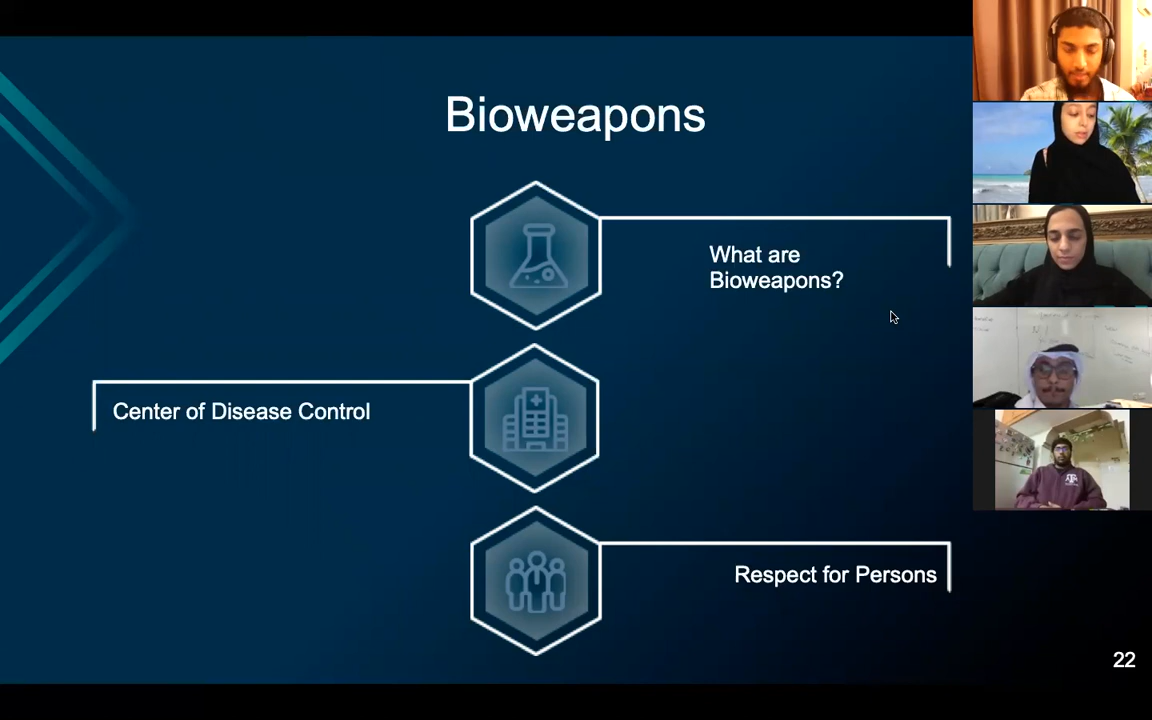 Bioweapons
What are
Bioweapons?
Center of Disease Control
Respect for Persons
22